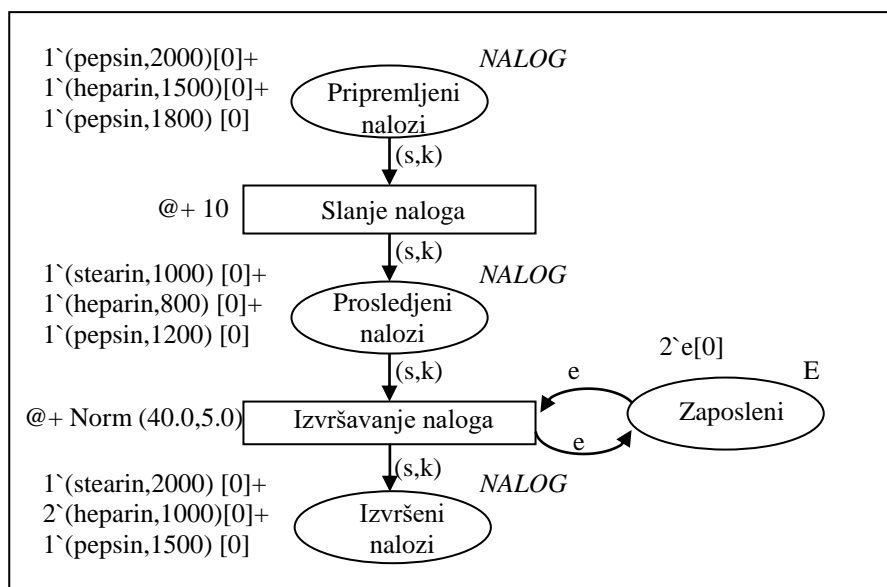 1`(pepsin,2000)[0]+
1`(heparin,1500)[0]+
1`(pepsin,1800) [0]
NALOG
Pripremljeni
nalozi
(s,k)
@+ 10
Slanje naloga
(s,k)
1`(stearin,1000) [0]+
1`(heparin,800) [0]+
1`(pepsin,1200) [0]
NALOG
Prosledjeni
nalozi
(s,k)
2`e[0]
E
Zaposleni
e
e
@+ Norm (40.0,5.0)
Izvršavanje naloga
(s,k)
1`(stearin,2000) [0]+
2`(heparin,1000)[0]+
1`(pepsin,1500) [0]
NALOG
Izvršeni
nalozi